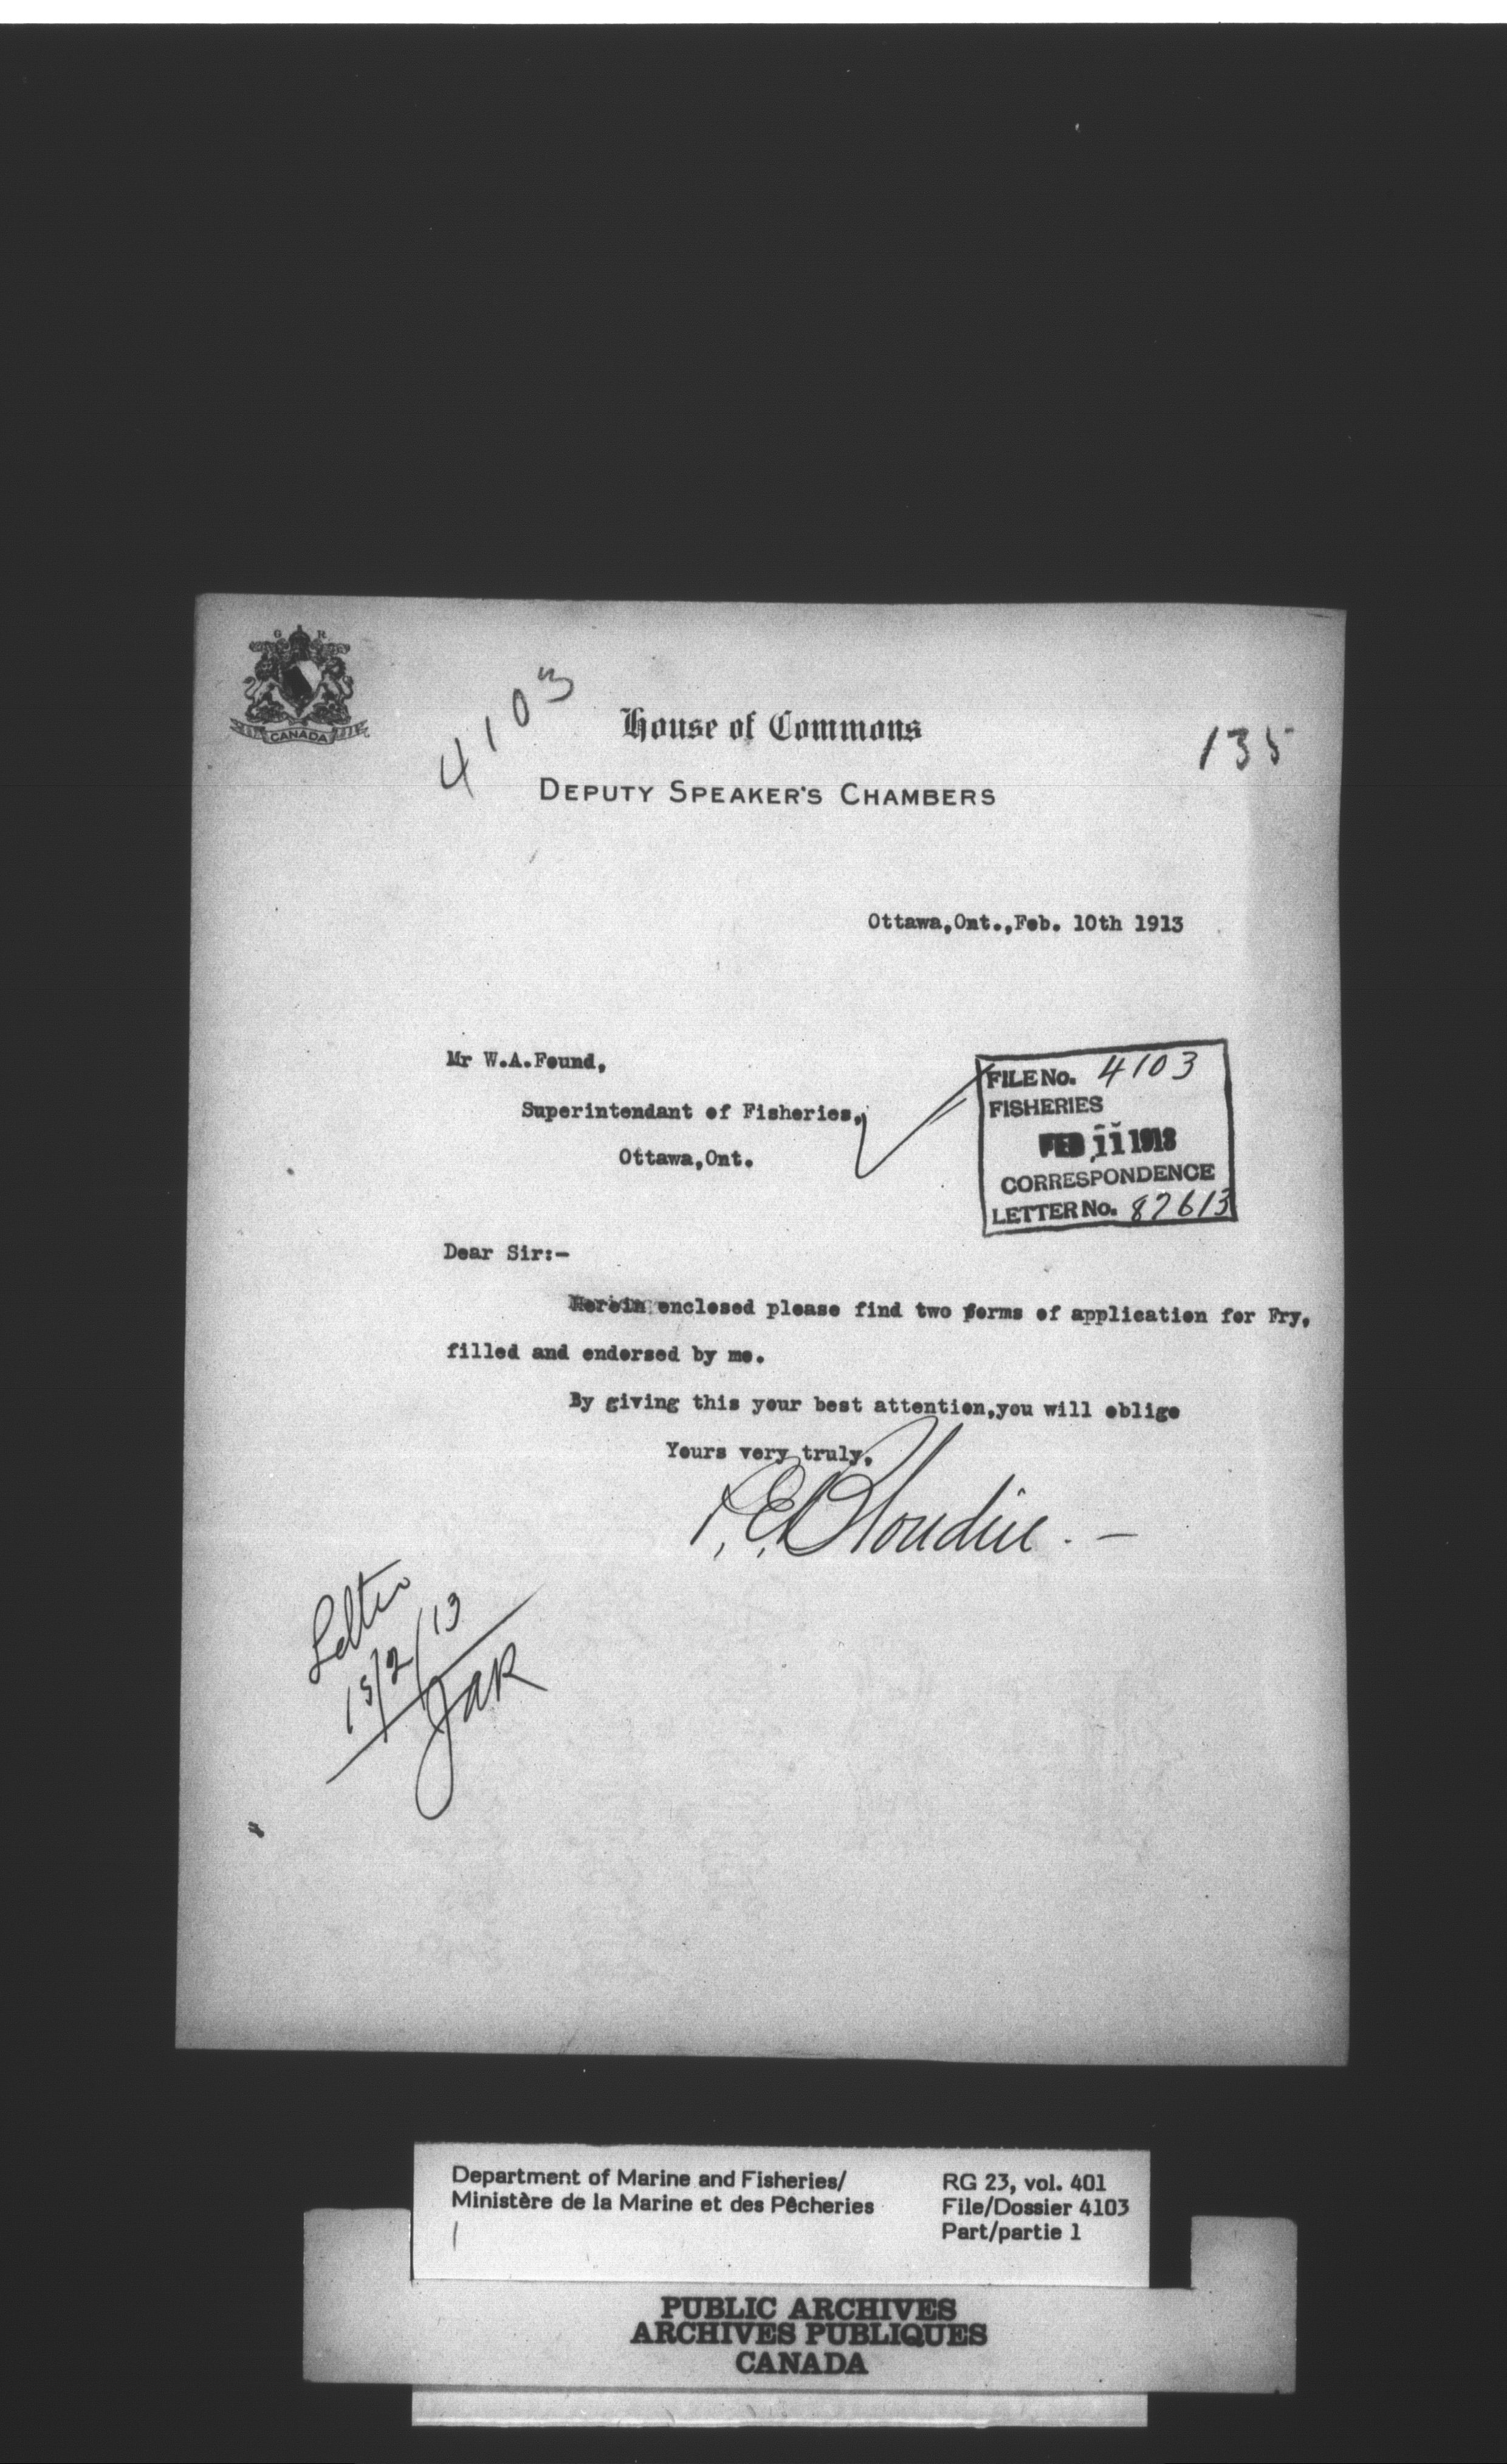 G R
CANADA
4103
House of Commons
135
DEPUTY SPEAKER'S CHAMBERS
Ottawa,Ont.,Feb. 10th 1913
Mr W.A.Found,
Superintendant of Fisheries,
Ottawa,Ont.
FILE No. 4103
FISHERIES
FEB 11 1913
CORRESPONDENCE
LETTER No. 87613
Dear Sir:-
Herein enclosed please find two forms of application for Fry,
filled and endorsed by me.
By giving this your best attention,you will oblige
Yours very truly,
P.E.Blondin.-
Letter
15/2/13
JAR
Department of Marine and Fisheries/
Ministère de la Marine et des Pêcheries
RG 23, vol. 401
File/Dossier 4103
Part/partie 1
PUBLIC ARCHIVES
ARCHIVES PUBLIQUES
CANADA